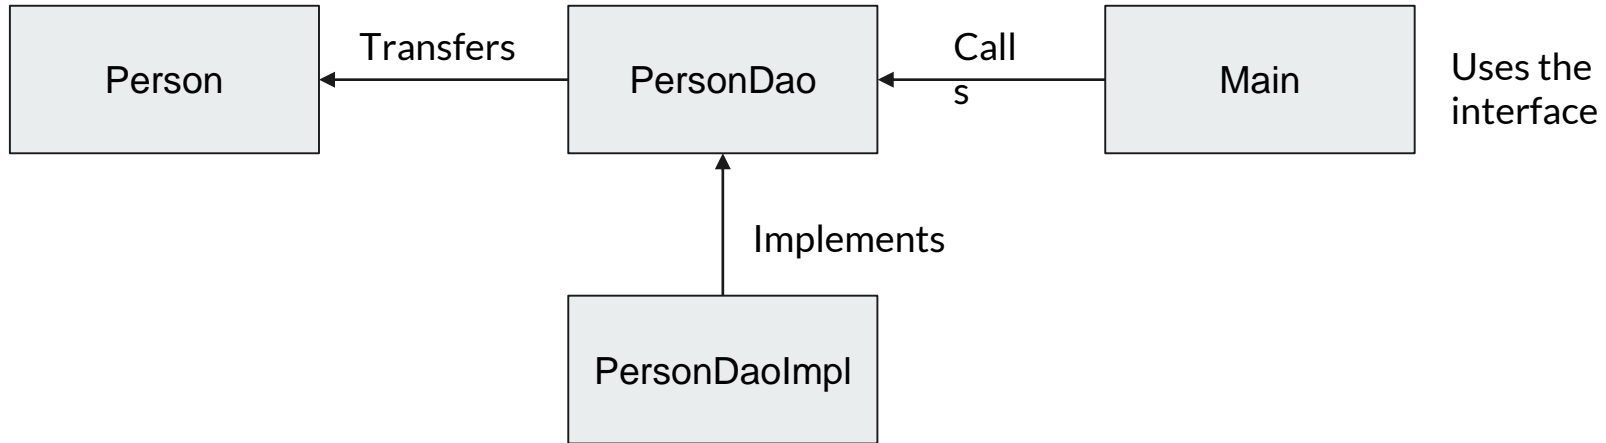 Person
Transfers
PersonDao
Call
s
Main
Uses the
interface
Implements
PersonDaoImpl